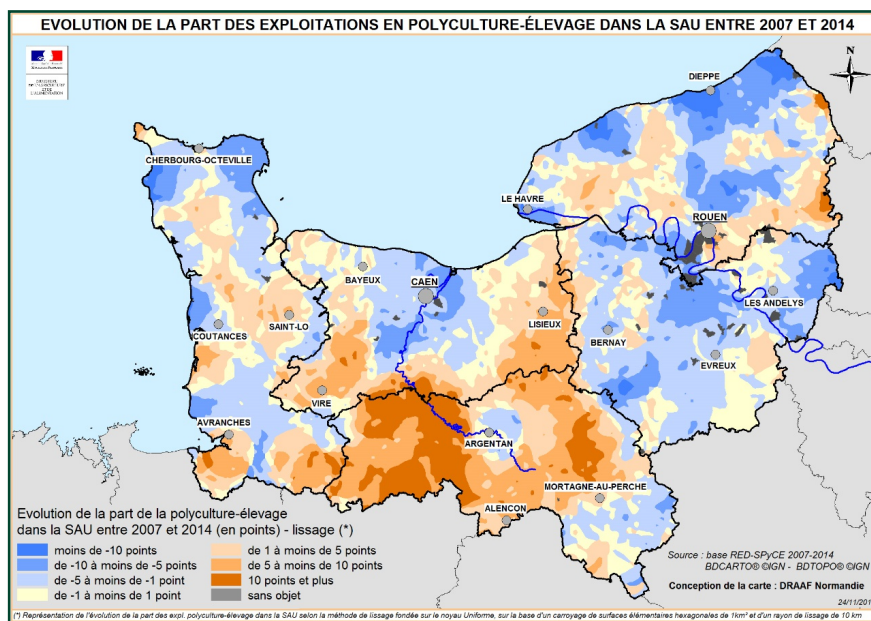 EVOLUTION DE LA PART DES EXPLOITATIONS EN POLYCULTURE-ÉLEVAGE DANS LA SAU ENTRE 2007 ET 2014
N
DIEPPE
CHERBOURG-OCTEVILLE
LE HAVRE
ROUEN
BAYEUX
CAEN
LES ANDELYS
SAINT-LO
LISIEUX
COUTANCES
BERNAY
EVREUX
VIRE
AVRANCHES
ARGENTAN
MORTAGNE-AU-PERCHE
ALENCON
Evolution de la part de la polyculture-élevage
dans la SAU entre 2007 et 2014 (en points) - lissage (*)
moins de -10 points
de -10 à moins de -5 points
de -5 à moins de -1 point
de -1 à moins de 1 point
de 1 à moins de 5 points
de 5 à moins de 10 points
10 points et plus
sans objet
Source : base RED-SPyCE 2007-2014
BDCARTO® ©IGN - BDTOPO® ©IGN
Conception de la carte : DRAAF Normandie
(*) Représentation de l'évolution de la part des expl. polyculture-élevage dans la SAU selon la méthode de lissage fondée sur le noyau Uniforme, sur la base d'un carroyage de surfaces élémentaires hexagonales de 1km² et d'un rayon de lissage de 10 km